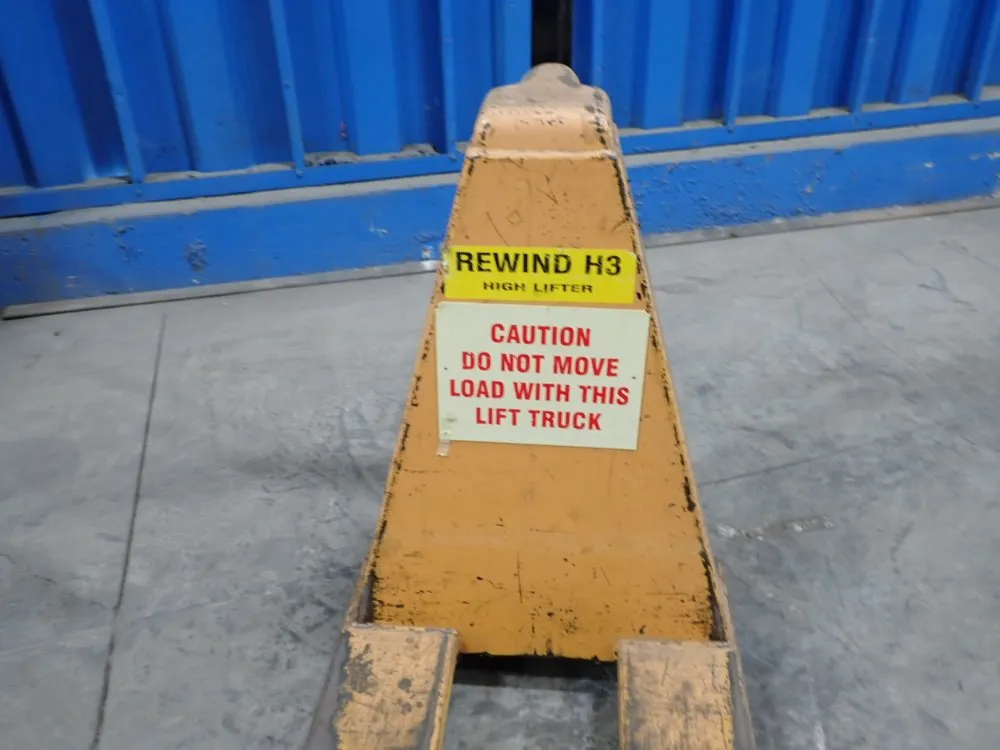 REWIND H3
HIGH LIFTER
CAUTION
DO NOT MOVE
LOAD WITH THIS
LIFT TRUCK